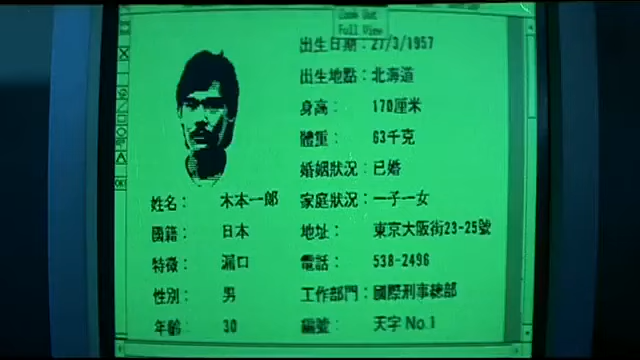 Zoom Out
Full View
出生日期：27/3/1957
出生地點：北海道
身高： 170厘米
體重： 63千克
婚姻狀況：已婚
姓名： 木本一郎 家庭狀況：一子一女
國籍： 日本 地址： 東京大阪街23-25號
特徵： 漏口 電話： 538-2496
性別： 男 工作部門：國際刑事總部
年齡： 30 編號： 天字 No.1